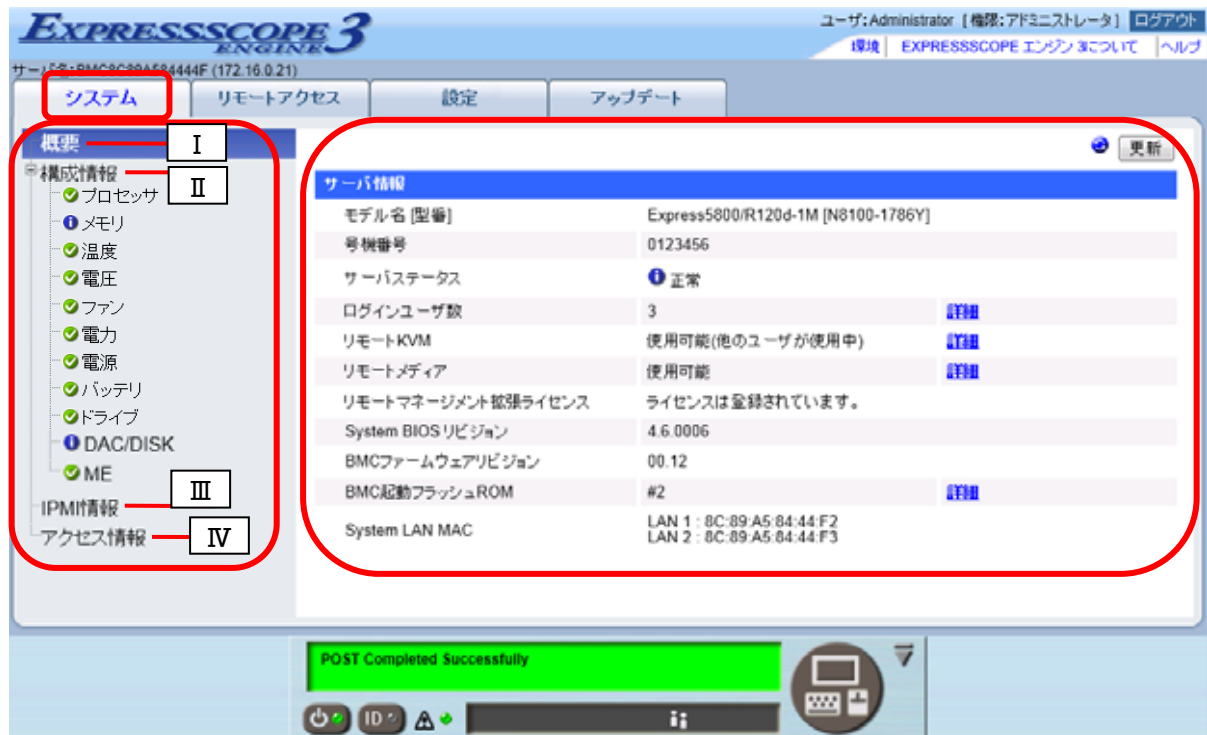 EXPRESSSCOPE
ENGINE 3
ユーザ:Administrator [権限:アドミニストレータ] ログアウト
環境 EXPRESSSCOPE エンジン 3について ヘルプ
サーバ名:BMC8C89A584444F (172.16.0.21)
システム リモートアクセス 設定 アップデート
概要 Ⅰ
更新
構成情報 Ⅱ
サーバ情報
プロセッサ
モデル名 [型番] Express5800/R120d-1M [N8100-1786Y]
メモリ
号機番号 0123456
温度
電圧
サーバステータス 正常
ファン
ログインユーザ数 3 詳細
電力
リモートKVM 使用可能(他のユーザが使用中) 詳細
電源
リモートメディア 使用可能 詳細
バッテリ
リモートマネージメント拡張ライセンス ライセンスは登録されています。
ドライブ
System BIOS リビジョン 4.6.0006
DAC/DISK
BMCファームウェアリビジョン 00.12
ME
BMC起動フラッシュROM #2 詳細
IPMI情報 Ⅲ
System LAN MAC LAN 1 : 8C:89:A5:84:44:F2
LAN 2 : 8C:89:A5:84:44:F3
アクセス情報 Ⅳ
POST Completed Successfully
ID